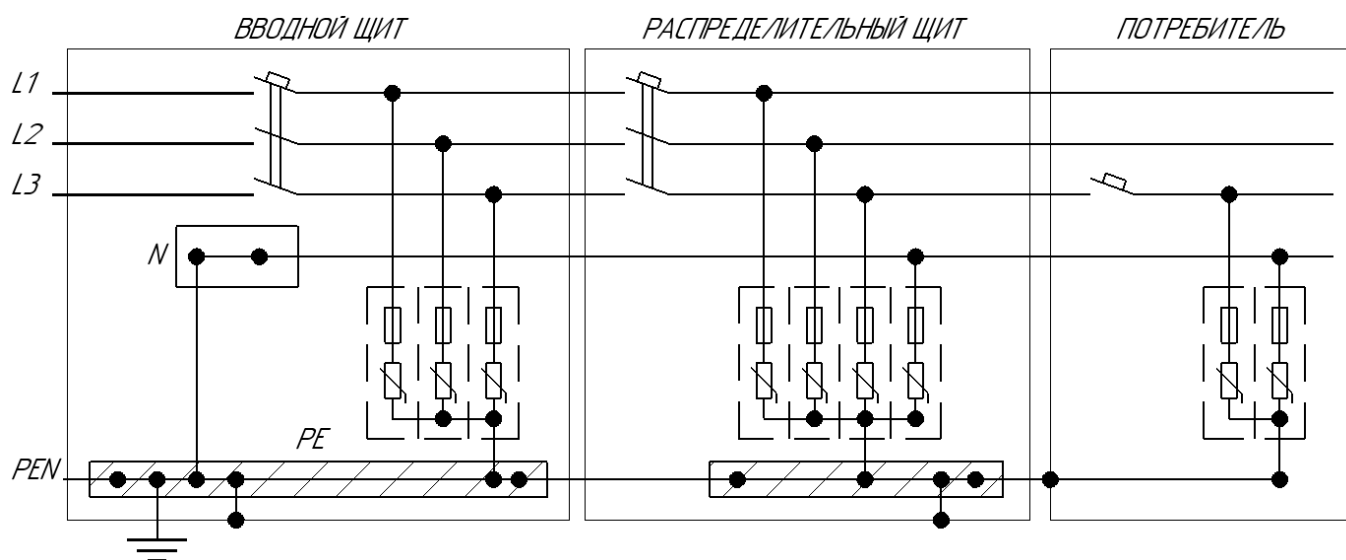 ВВОДНОЙ ЩИТ
РАСПРЕДЕЛИТЕЛЬНЫЙ ЩИТ
ПОТРЕБИТЕЛЬ
L1
L2
L3
N
PE
PEN